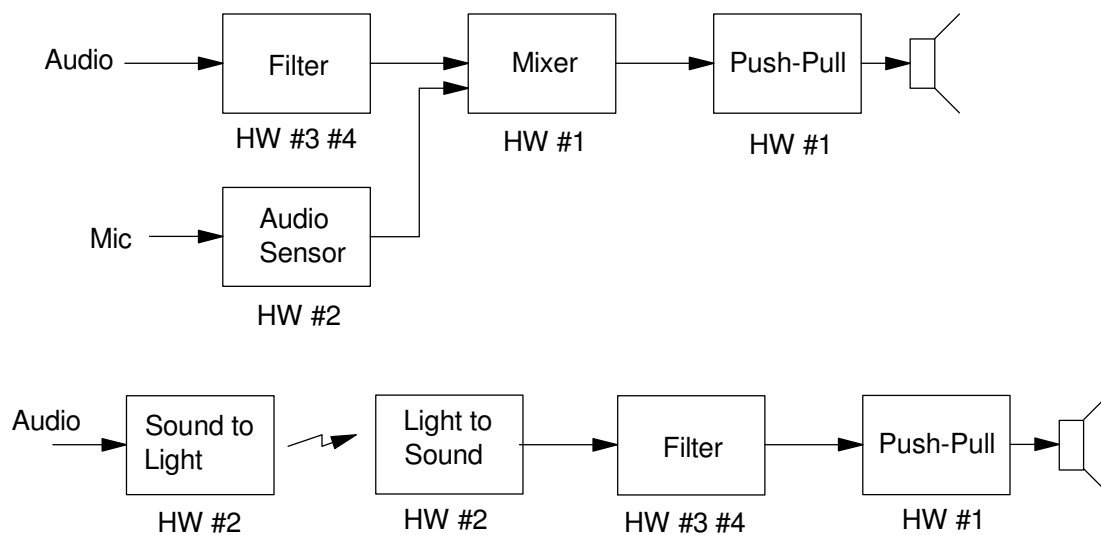 Audio
Filter
Mixer
Push-Pull
HW #3 #4
HW #1
HW #1
Mic
Audio
Sensor
HW #2
Audio
Sound to
Light
Light to
Sound
Filter
Push-Pull
HW #2
HW #2
HW #3 #4
HW #1